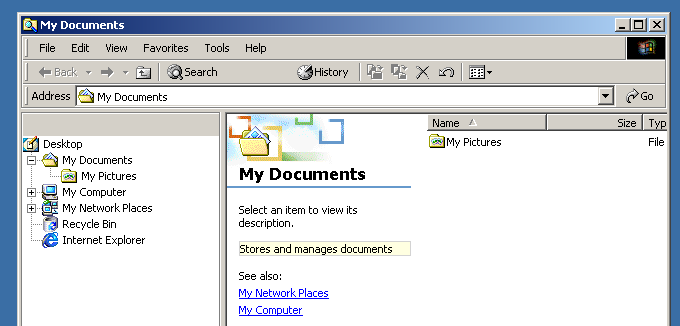 My Documents
File Edit View Favorites Tools Help
Back Search History
Address My Documents Go
Desktop
My Documents
My Pictures
My Computer
My Network Places
Recycle Bin
Internet Explorer
My Documents
Select an item to view its
description.
Stores and manages documents
See also:
My Network Places
My Computer
Name Size Typ
My Pictures File